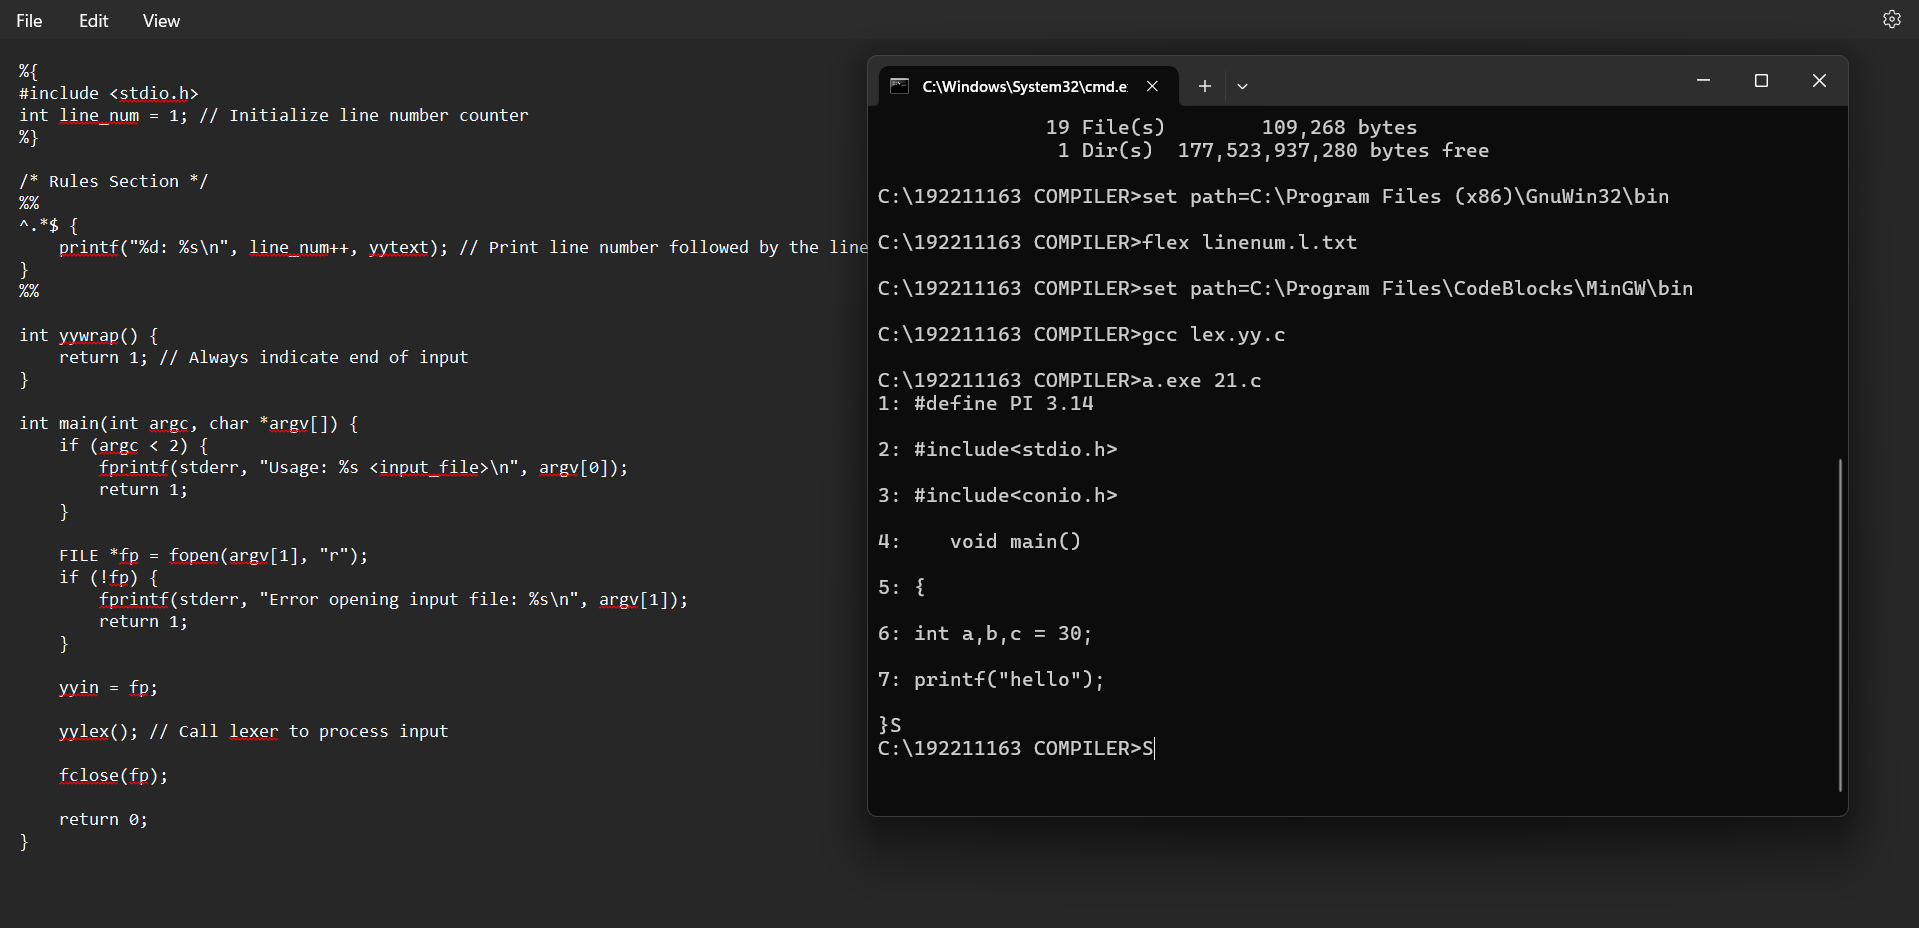 File Edit View
%{
#include <stdio.h>
int line_num = 1; // Initialize line number counter
%}
/* Rules Section */
%%
^.*$ {
    printf("%d: %s\n", line_num++, yytext); // Print line number followed by the line
}
%%
int yywrap() {
    return 1; // Always indicate end of input
}
int main(int argc, char *argv[]) {
    if (argc < 2) {
        fprintf(stderr, "Usage: %s <input_file>\n", argv[0]);
        return 1;
    }
    FILE *fp = fopen(argv[1], "r");
    if (!fp) {
        fprintf(stderr, "Error opening input file: %s\n", argv[1]);
        return 1;
    }
    yyin = fp;
    yylex(); // Call lexer to process input
    fclose(fp);
    return 0;
}
C:\Windows\System32\cmd.e
19 File(s) 109,268 bytes
1 Dir(s) 177,523,937,280 bytes free
C:\192211163 COMPILER>set path=C:\Program Files (x86)\GnuWin32\bin
C:\192211163 COMPILER>flex linenum.l.txt
C:\192211163 COMPILER>set path=C:\Program Files\CodeBlocks\MinGW\bin
C:\192211163 COMPILER>gcc lex.yy.c
C:\192211163 COMPILER>a.exe 21.c
1: #define PI 3.14
2: #include<stdio.h>
3: #include<conio.h>
4:    void main()
5: {
6: int a,b,c = 30;
7: printf("hello");
}S
C:\192211163 COMPILER>S